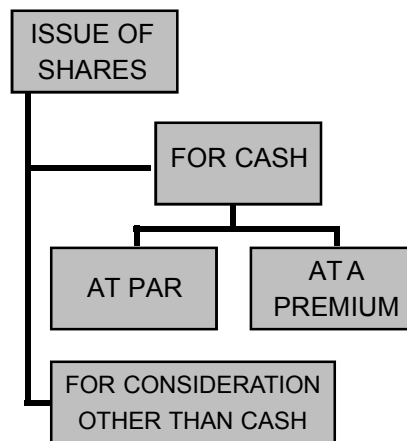 ISSUE OF
SHARES
FOR CASH
AT PAR
AT A
PREMIUM
FOR CONSIDERATION
OTHER THAN CASH